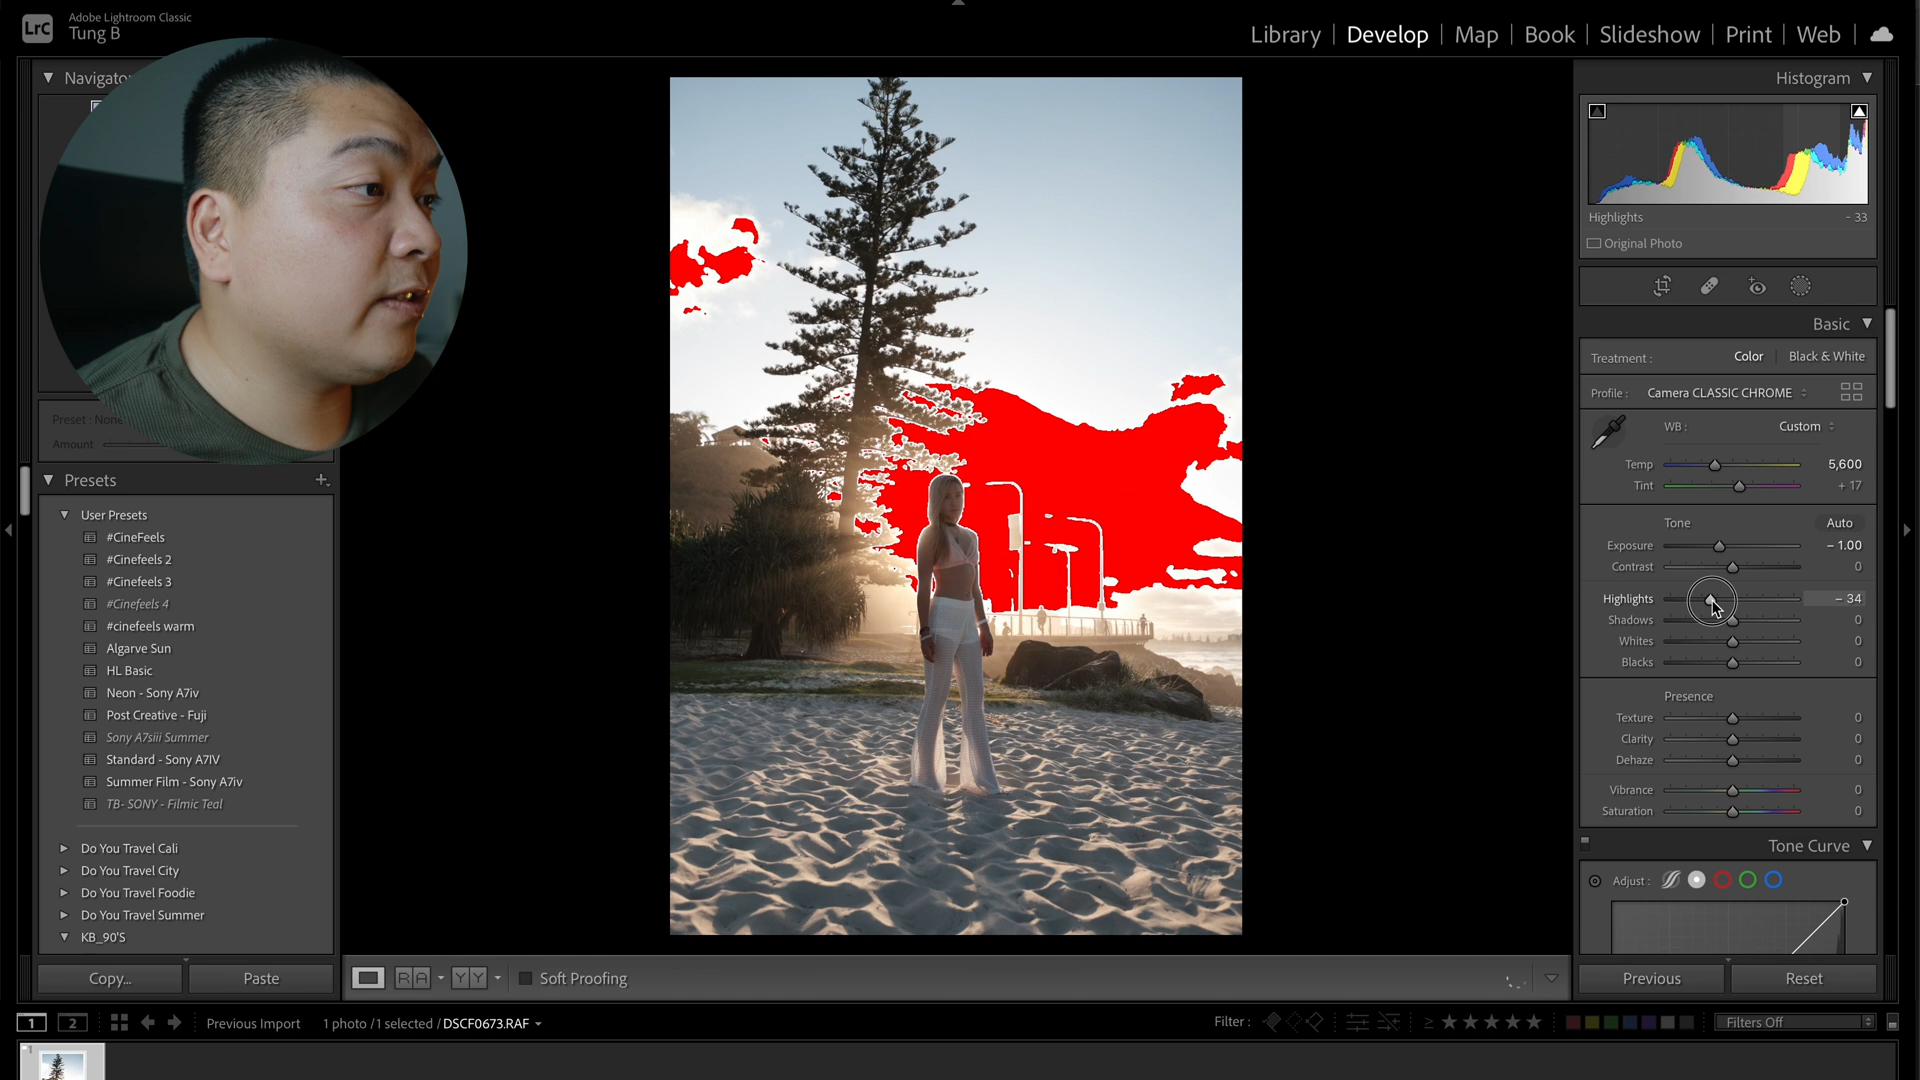 LrC
Adobe Lightroom Classic
Tung B
Library | Develop | Map | Book | Slideshow | Print | Web
Navigato
Preset : None
Amount
Presets
User Presets
#CineFeels
#Cinefeels 2
#Cinefeels 3
#Cinefeels 4
#cinefeels warm
Algarve Sun
HL Basic
Neon - Sony A7iv
Post Creative - Fuji
Sony A7siii Summer
Standard - Sony A7IV
Summer Film - Sony A7iv
TB- SONY - Filmic Teal
Do You Travel Cali
Do You Travel City
Do You Travel Foodie
Do You Travel Summer
KB_90'S
Copy...
Paste
R A
Y Y
Soft Proofing
Histogram
Highlights - 33
Original Photo
Basic
Treatment : Color | Black & White
Profile : Camera CLASSIC CHROME
WB : Custom
Temp 5,600
Tint + 17
Tone Auto
Exposure – 1.00
Contrast 0
Highlights – 34
Shadows 0
Whites 0
Blacks 0
Presence
Texture 0
Clarity 0
Dehaze 0
Vibrance 0
Saturation 0
Tone Curve
Adjust :
Previous
Reset
1 2 Previous Import 1 photo / 1 selected / DSCF0673.RAF
Filter : ≥ Filters Off
1